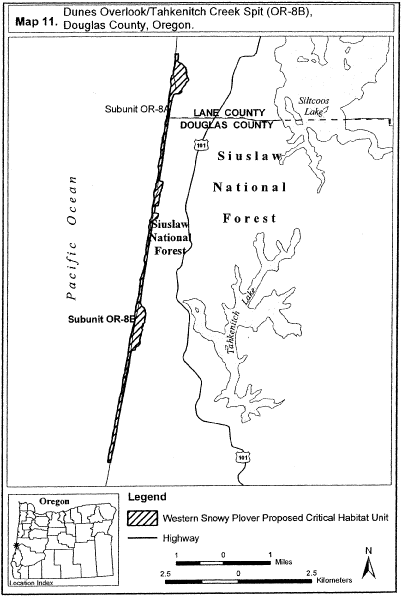 Map 11. Dunes Overlook/Tahkenitch Creek Spit (OR-8B),
Douglas County, Oregon.
Subunit OR-8A
LANE COUNTY
DOUGLAS COUNTY
Siltcoos
Lake
101
Siuslaw
National
Forest
Pacific Ocean
Siuslaw
National
Forest
Subunit OR-8B
Tahkenitch
Lake
101
Oregon
Location Index
Legend
Western Snowy Plover Proposed Critical Habitat Unit
Highway
1 0 1
Miles
2.5 0 2.5
Kilometers
N